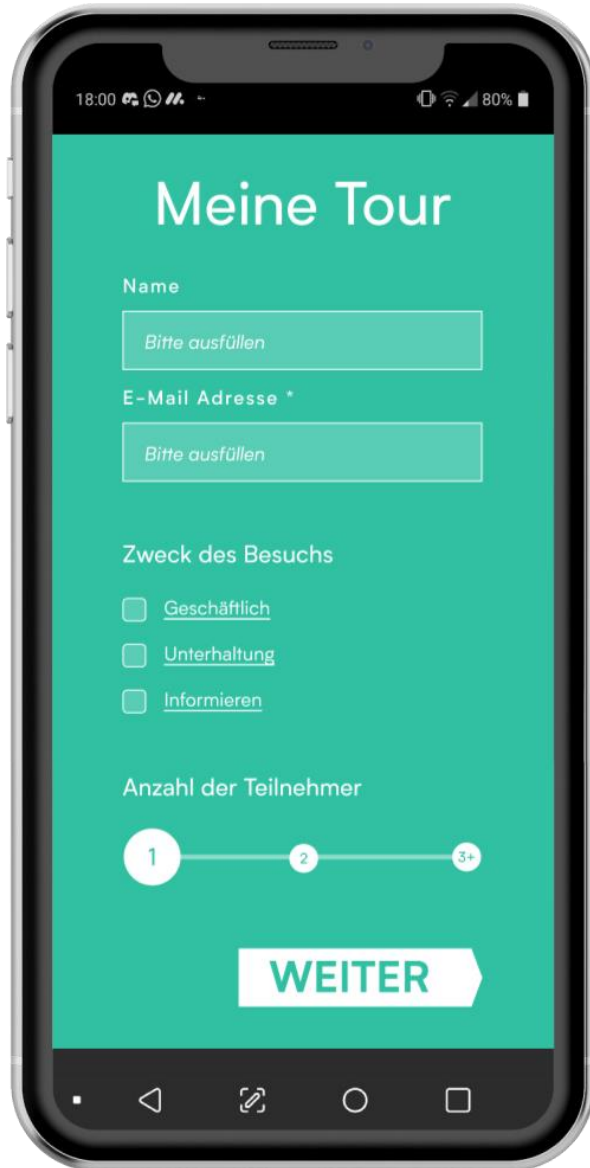 18:00 80%
Meine Tour
Name
Bitte ausfüllen
E-Mail Adresse *
Bitte ausfüllen
Zweck des Besuchs
Geschäftlich
Unterhaltung
Informieren
Anzahl der Teilnehmer
1 2 3+
WEITER